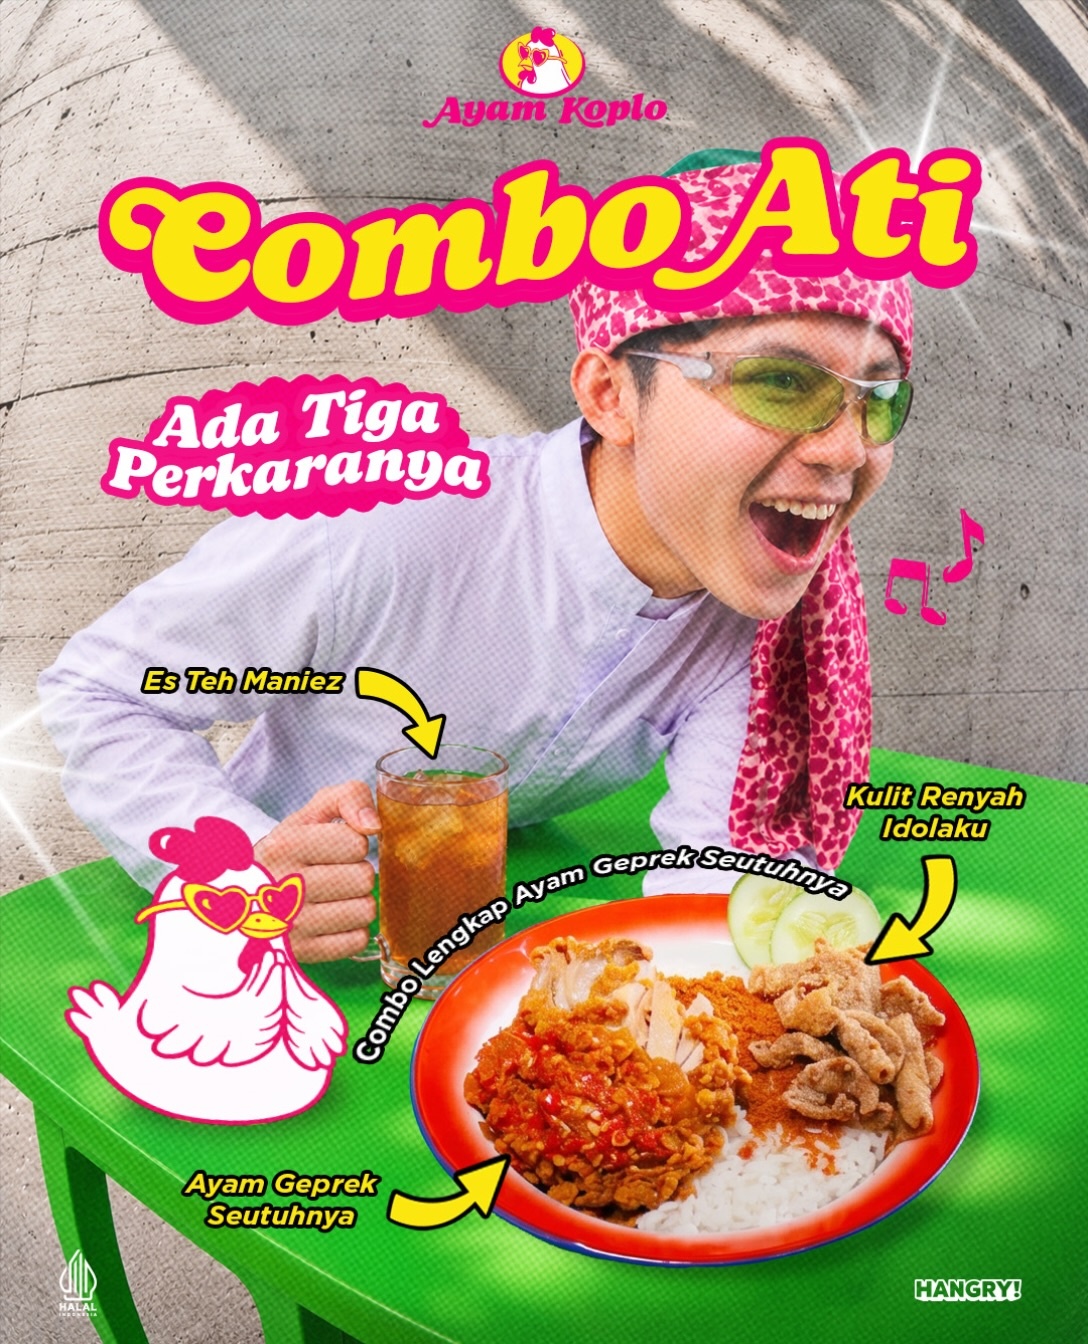 Ayam Koplo
Combo Ati
Ada Tiga
Perkaranya
Es Teh Maniez
Kulit Renyah
Idolaku
Combo Lengkap Ayam Geprek Seutuhnya
Ayam Geprek
Seutuhnya
HALAL
INDONESIA
HANGRY!